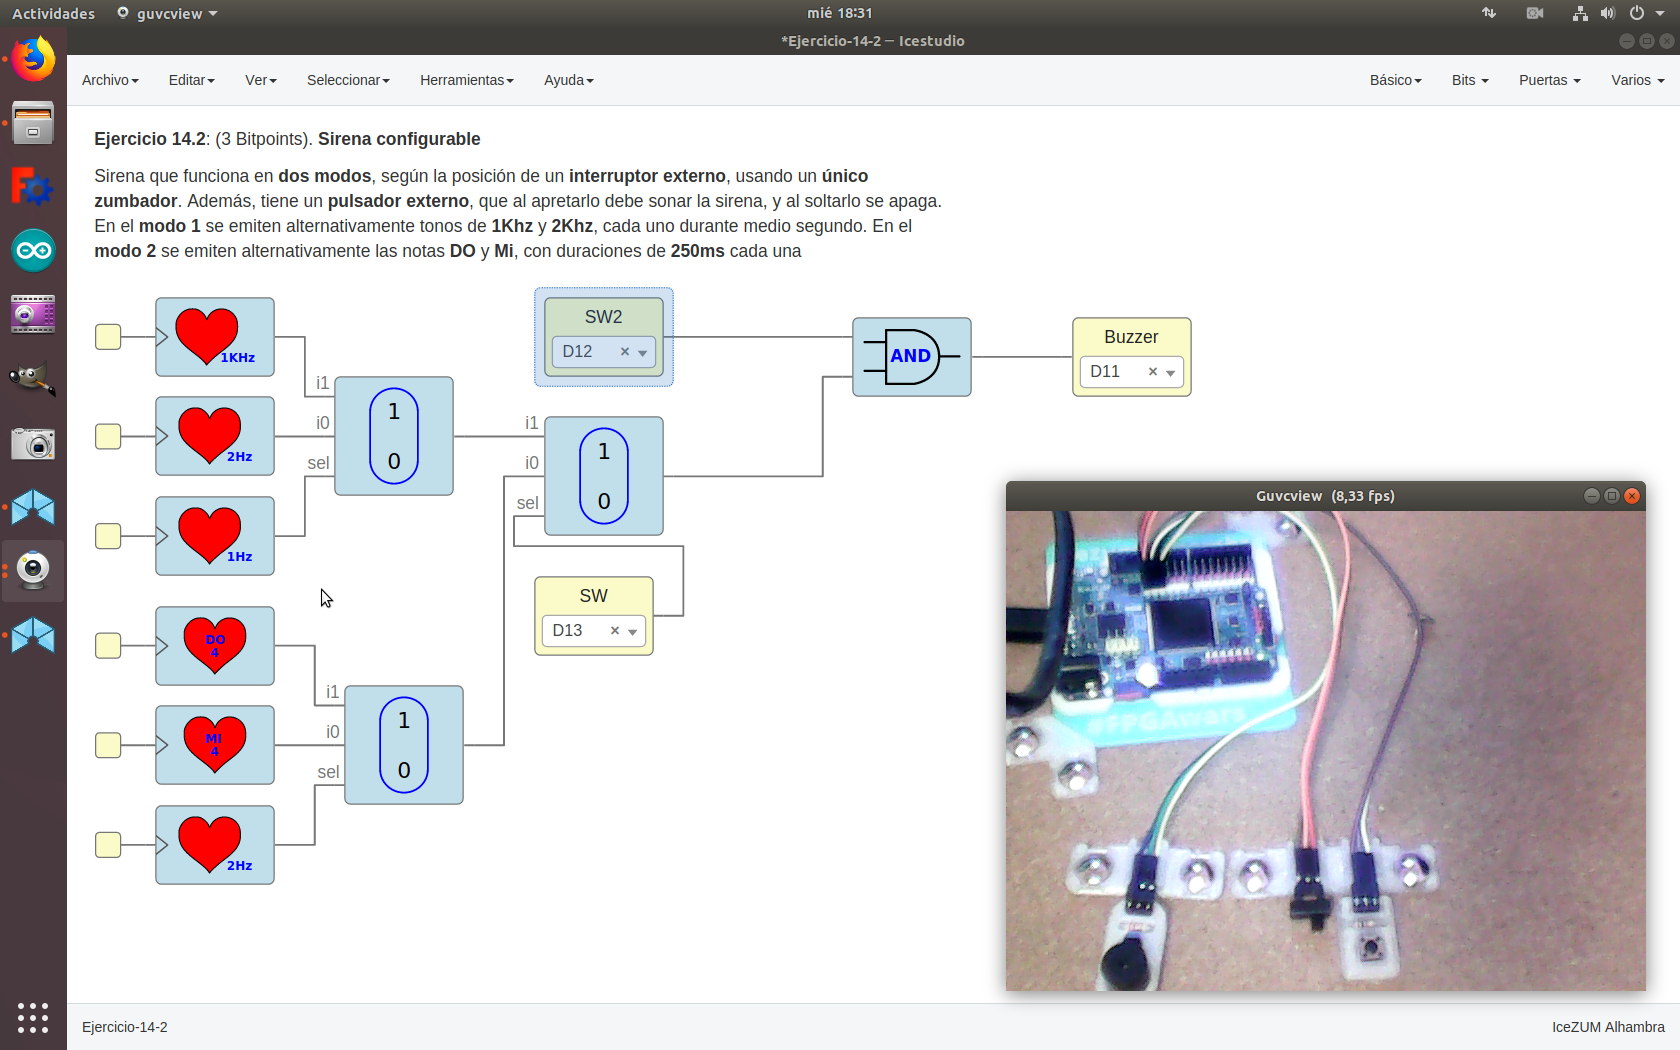 Actividades guvcview mié 18:31
*Ejercicio-14-2 — Icestudio
Archivo Editar Ver Seleccionar Herramientas Ayuda Básico Bits Puertas Varios
Ejercicio 14.2: (3 Bitpoints). Sirena configurable
Sirena que funciona en dos modos, según la posición de un interruptor externo, usando un único
zumbador. Además, tiene un pulsador externo, que al apretarlo debe sonar la sirena, y al soltarlo se apaga.
En el modo 1 se emiten alternativamente tonos de 1Khz y 2Khz, cada uno durante medio segundo. En el
modo 2 se emiten alternativamente las notas DO y Mi, con duraciones de 250ms cada una
1KHz
2Hz
1Hz
i1
i0
sel
1
0
DO
4
MI
4
2Hz
i1
i0
sel
1
0
SW2
D12 ×
i1
i0
sel
1
0
SW
D13 ×
AND
Buzzer
D11 ×
Guvcview (8,33 fps)
Ejercicio-14-2 IceZUM Alhambra